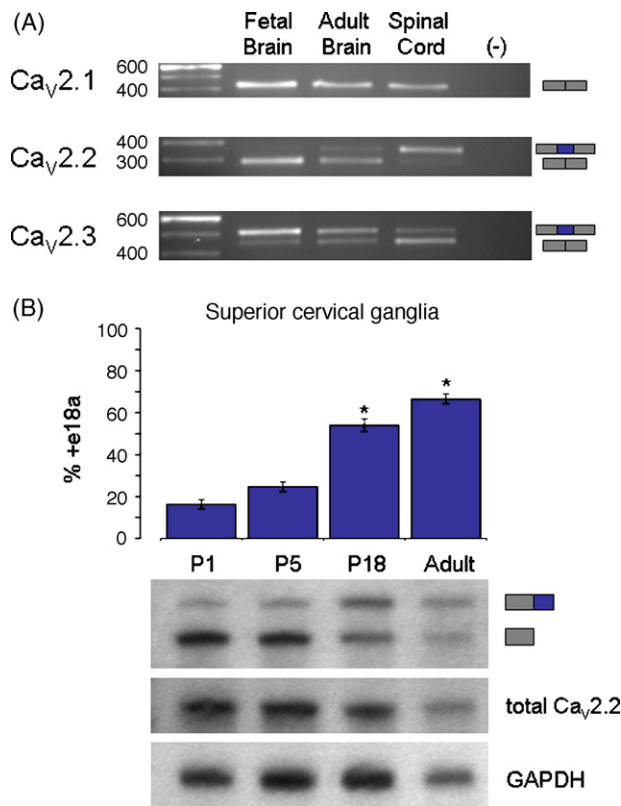 (A)
Fetal Brain
Adult Brain
Spinal Cord
(-)
CaV2.1
600
400
CaV2.2
400
300
CaV2.3
600
400
(B)
Superior cervical ganglia
% +e18a
100
80
60
40
20
0
*
*
P1
P5
P18
Adult
total CaV2.2
GAPDH